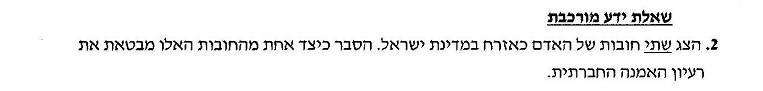 שאלת ידע מורכבת
2. הצג שתי חובות של האדם כאזרח במדינת ישראל. הסבר כיצד אחת מהחובות האלו מבטאת את
רעיון האמנה החברתית.